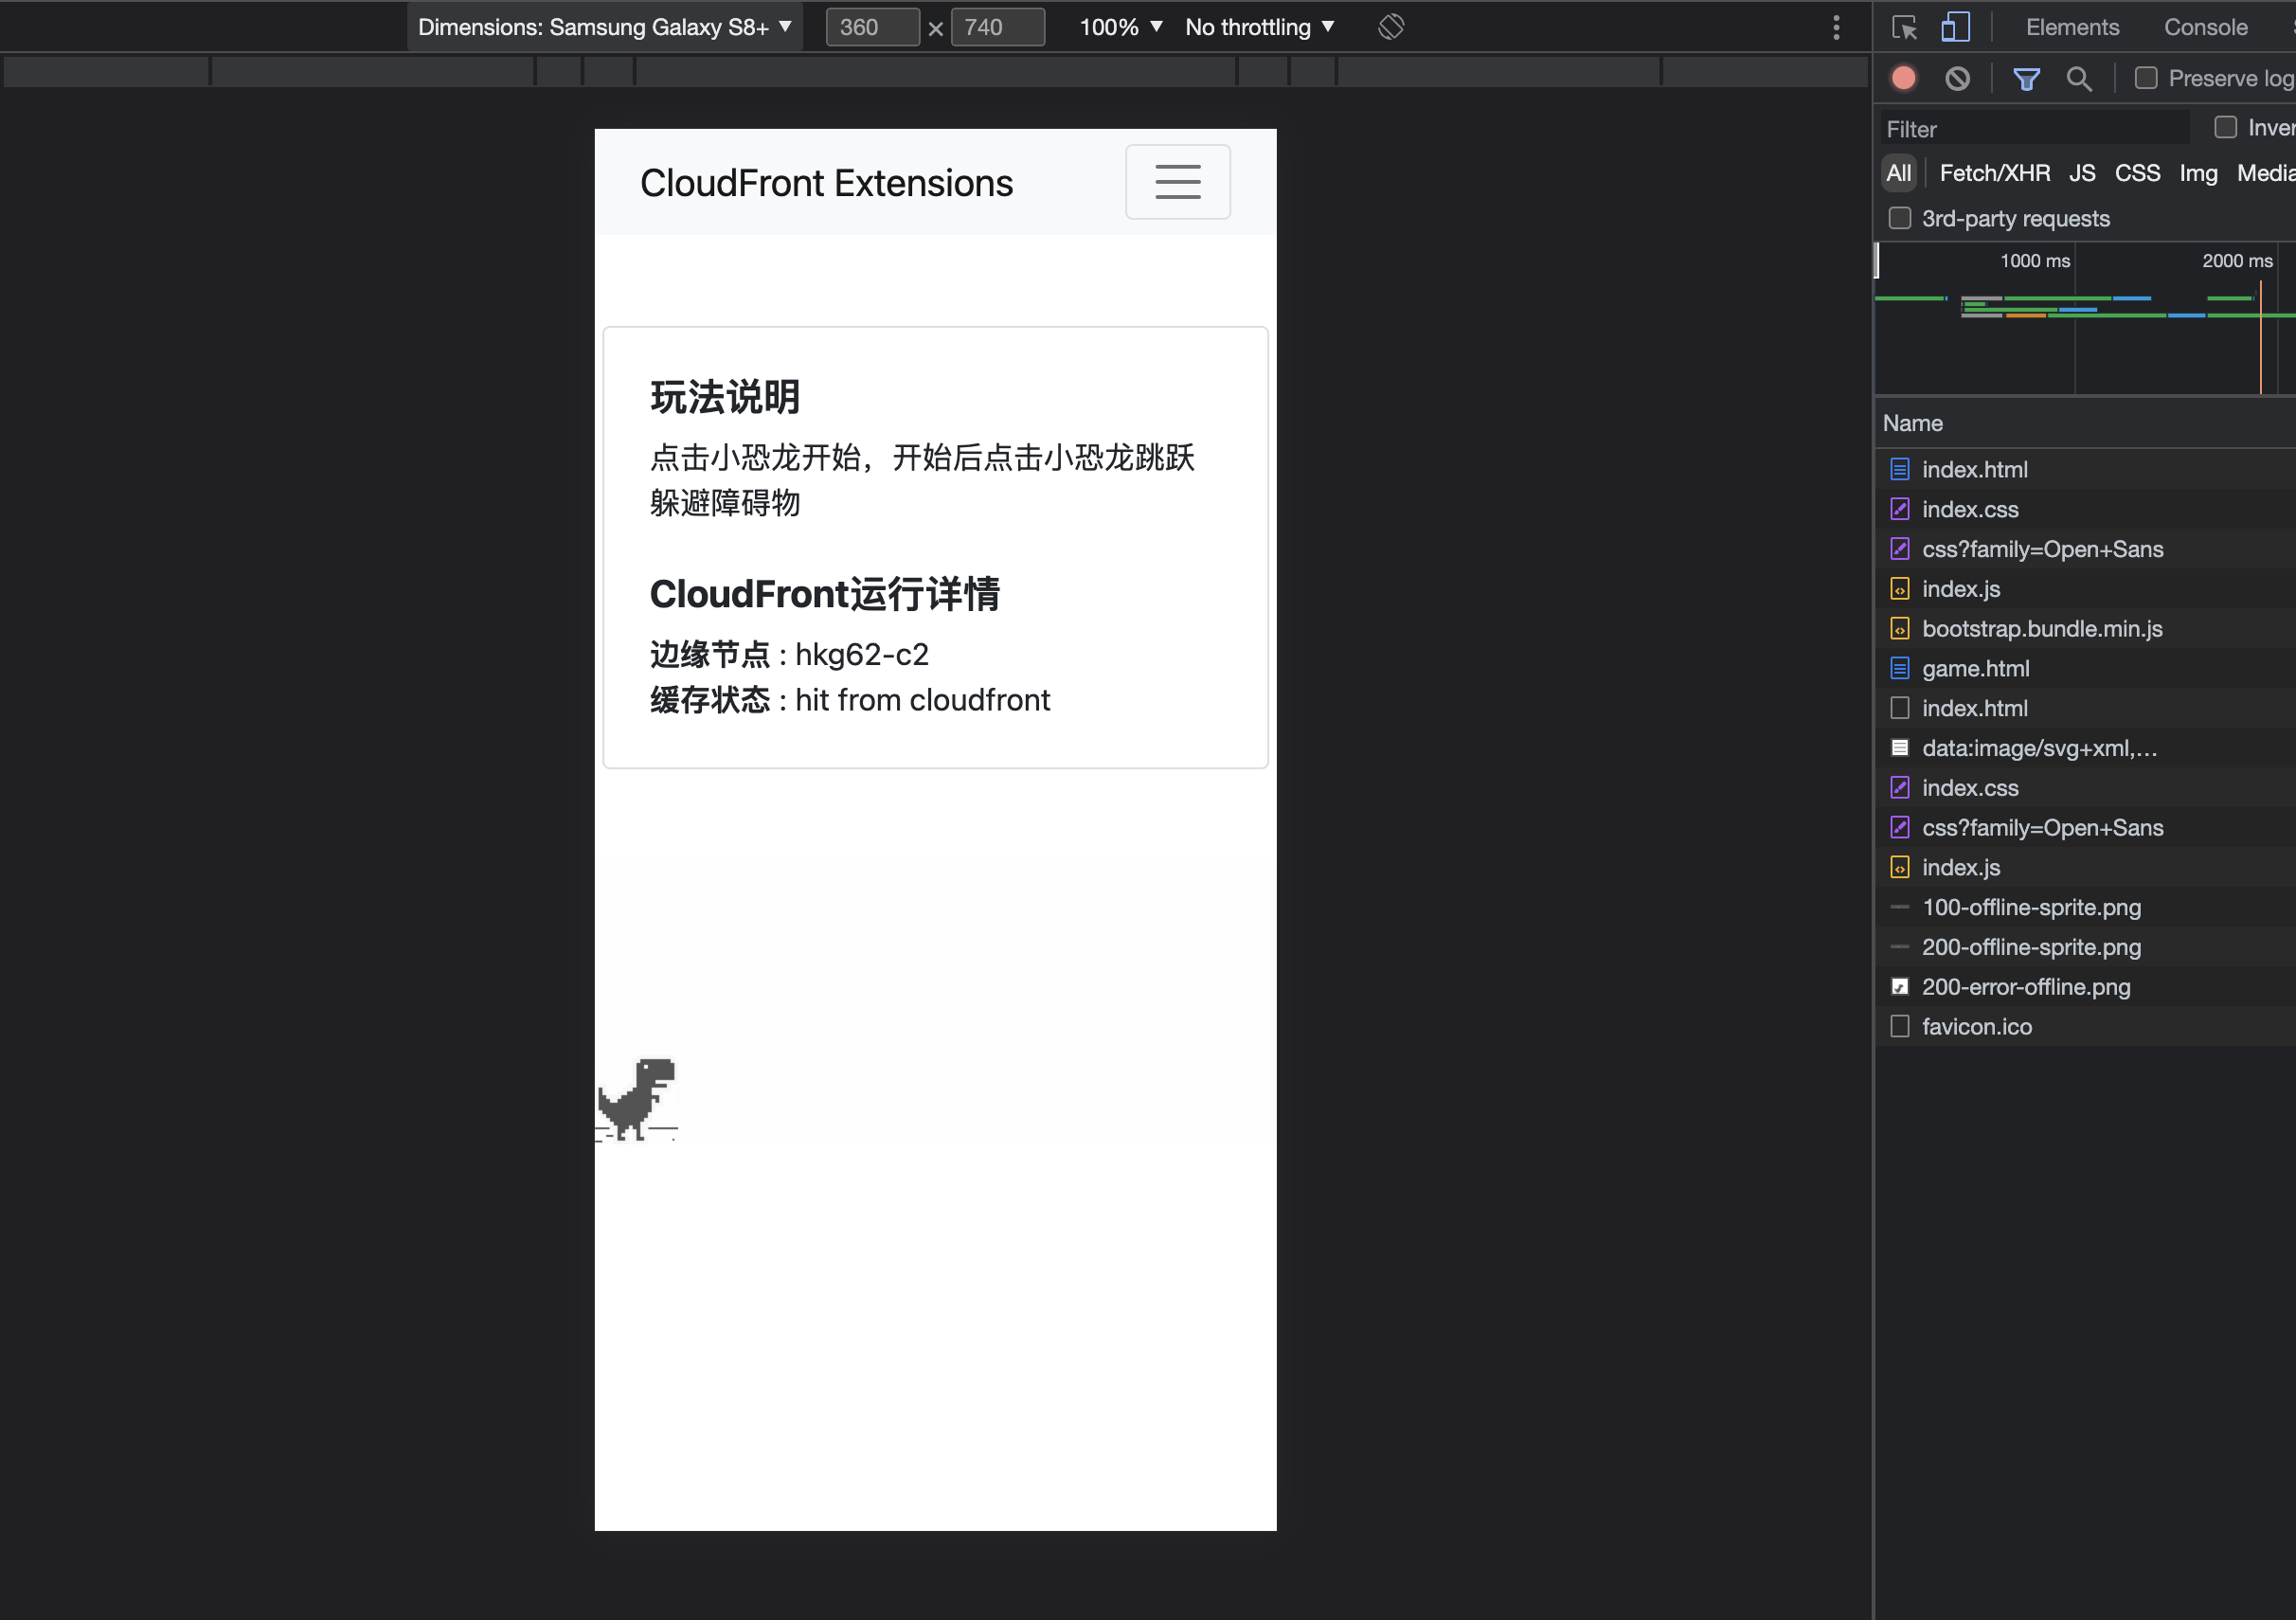 Dimensions: Samsung Galaxy S8+ ▼ 360 × 740 100% ▼ No throttling ▼
Elements Console
Preserve log
Filter
All Fetch/XHR JS CSS Img Media
3rd-party requests
1000 ms 2000 ms
Name
index.html
index.css
css?family=Open+Sans
index.js
bootstrap.bundle.min.js
game.html
index.html
data:image/svg+xml,…
index.css
css?family=Open+Sans
index.js
100-offline-sprite.png
200-offline-sprite.png
200-error-offline.png
favicon.ico
CloudFront Extensions
玩法说明
点击小恐龙开始，开始后点击小恐龙跳跃
躲避障碍物
CloudFront运行详情
边缘节点 : hkg62-c2
缓存状态 : hit from cloudfront